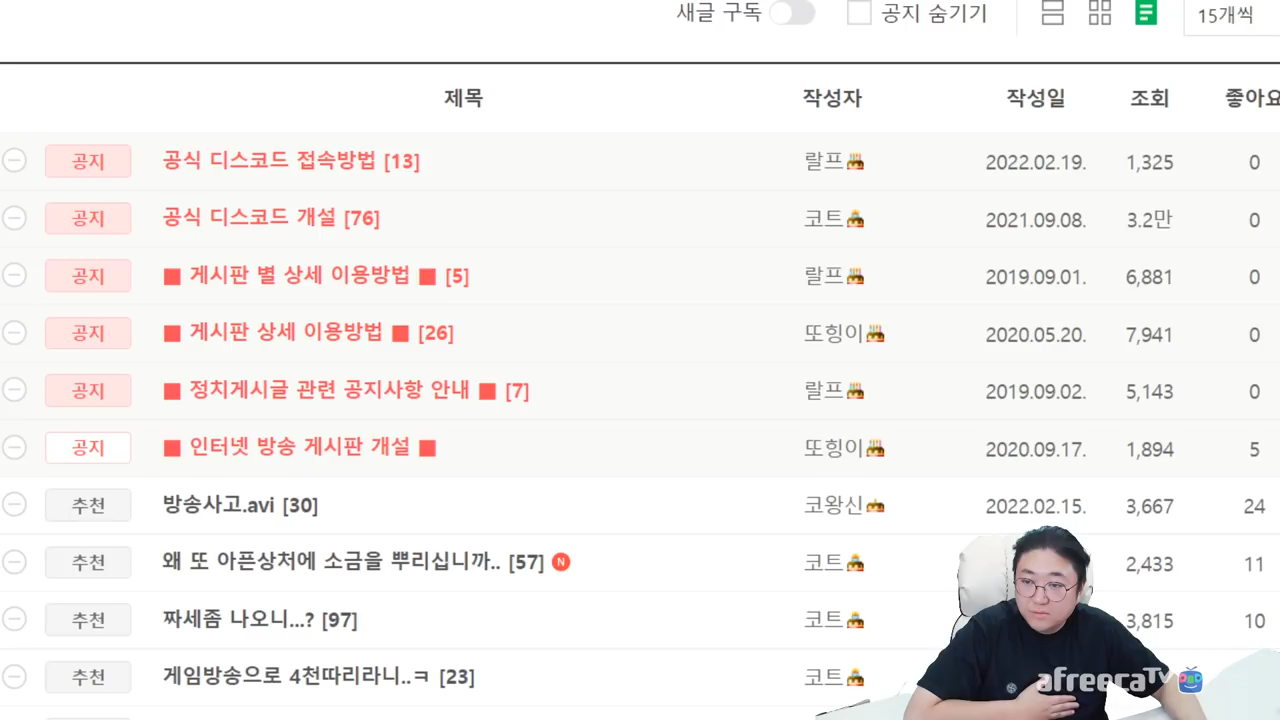 새글 구독 공지 숨기기 15개씩
제목 작성자 작성일 조회 좋아요
공지 공식 디스코드 접속방법 [13] 랄프 2022.02.19. 1,325 0
공지 공식 디스코드 개설 [76] 코트 2021.09.08. 3.2만 0
공지 ■ 게시판 별 상세 이용방법 ■ [5] 랄프 2019.09.01. 6,881 0
공지 ■ 게시판 상세 이용방법 ■ [26] 또힝이 2020.05.20. 7,941 0
공지 ■ 정치게시글 관련 공지사항 안내 ■ [7] 랄프 2019.09.02. 5,143 0
공지 ■ 인터넷 방송 게시판 개설 ■ 또힝이 2020.09.17. 1,894 5
추천 방송사고.avi [30] 코왕신 2022.02.15. 3,667 24
추천 왜 또 아픈상처에 소금을 뿌리십니까.. [57] N 코트 2,433 11
추천 짜세좀 나오니...? [97] 코트 3,815 10
추천 게임방송으로 4천따리라니..ㅋ [23] 코트
afreecaTV